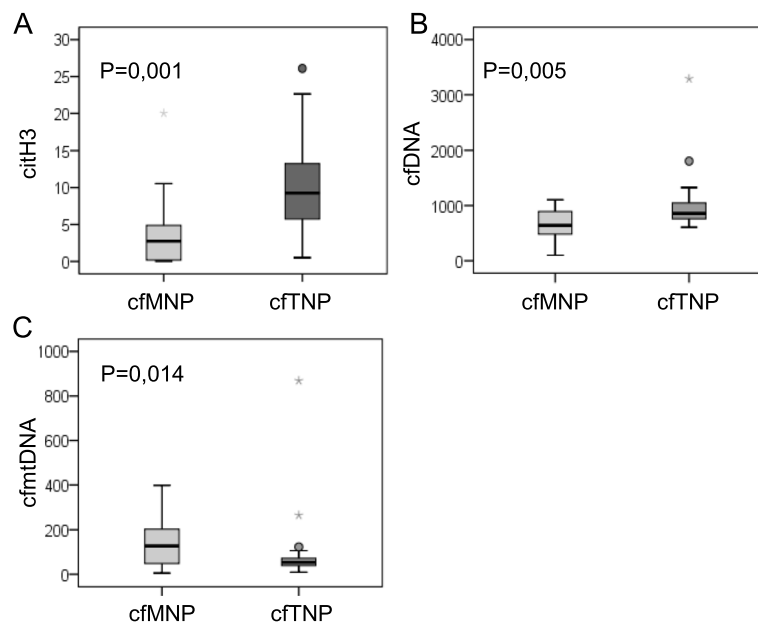 A
30
25
20
15
10
5
0
citH3
P=0,001
cfMNP
cfTNP
B
4000
3000
2000
1000
0
cfDNA
P=0,005
cfMNP
cfTNP
C
1000
800
600
400
200
0
cfmtDNA
P=0,014
cfMNP
cfTNP